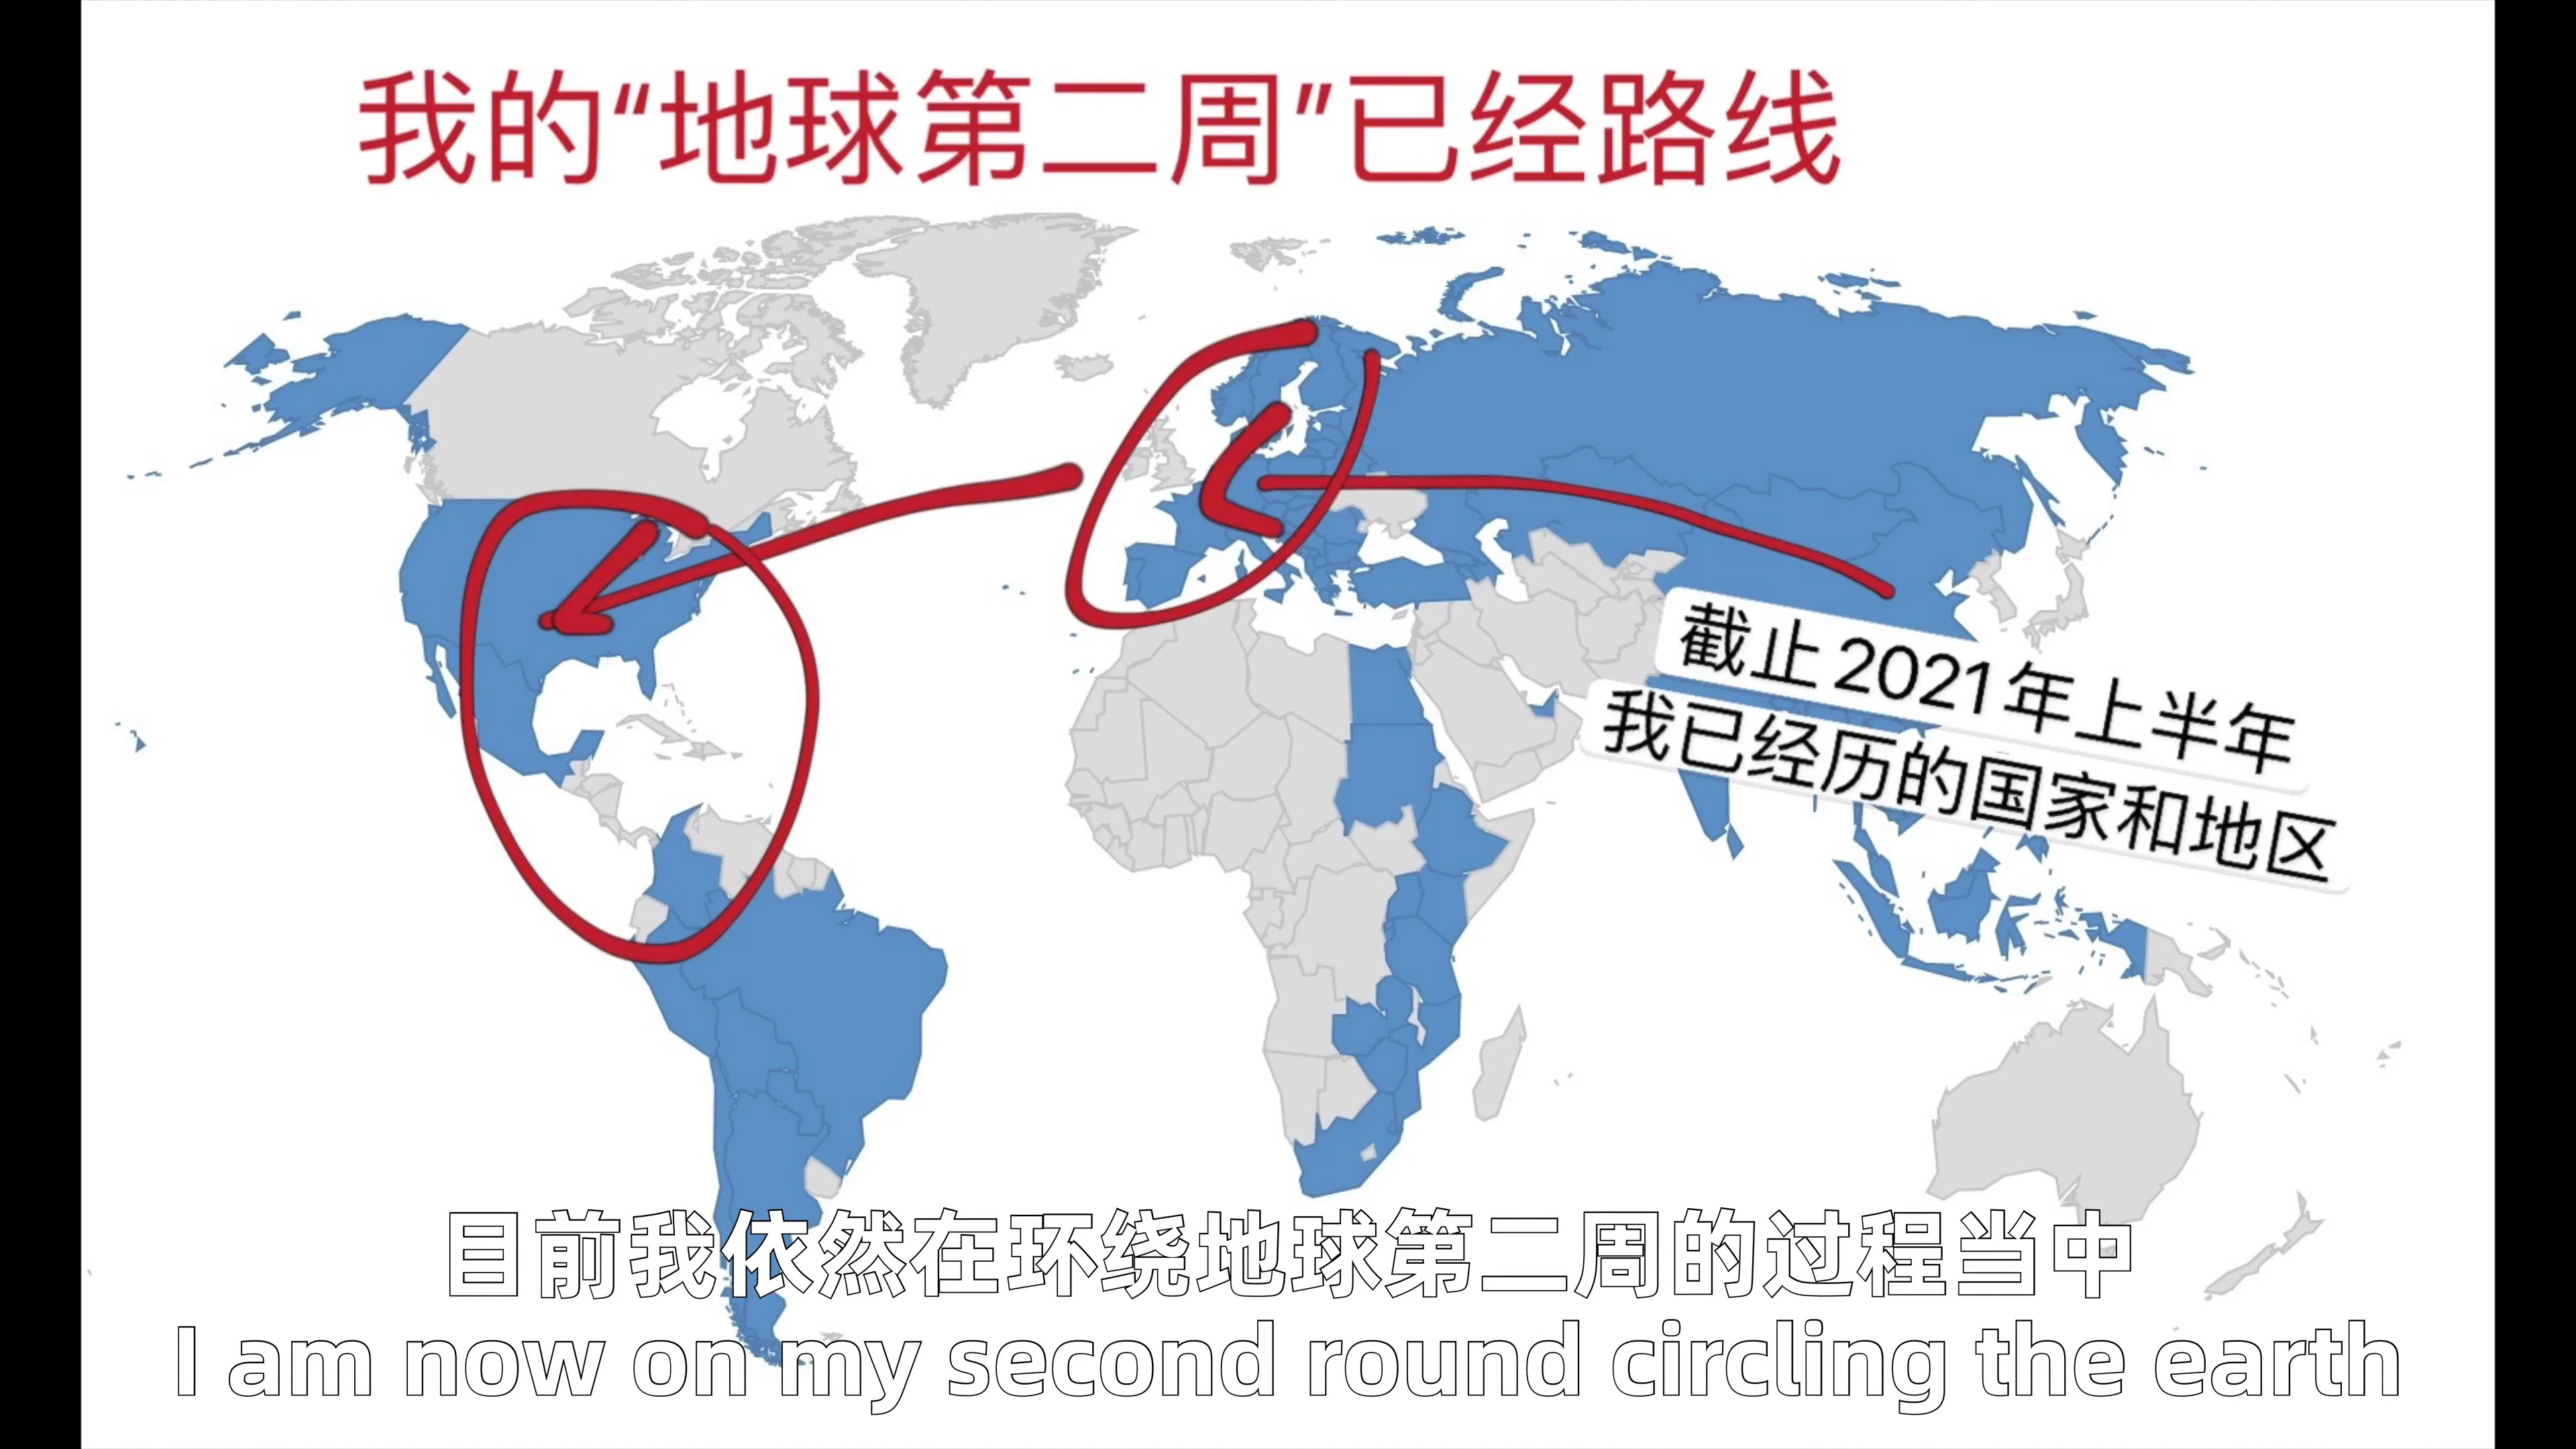 我的“地球第二周”已经路线
截止2021年上半年
我已经历的国家和地区
目前我依然在环绕地球第二周的过程当中
I am now on my second round circling the earth